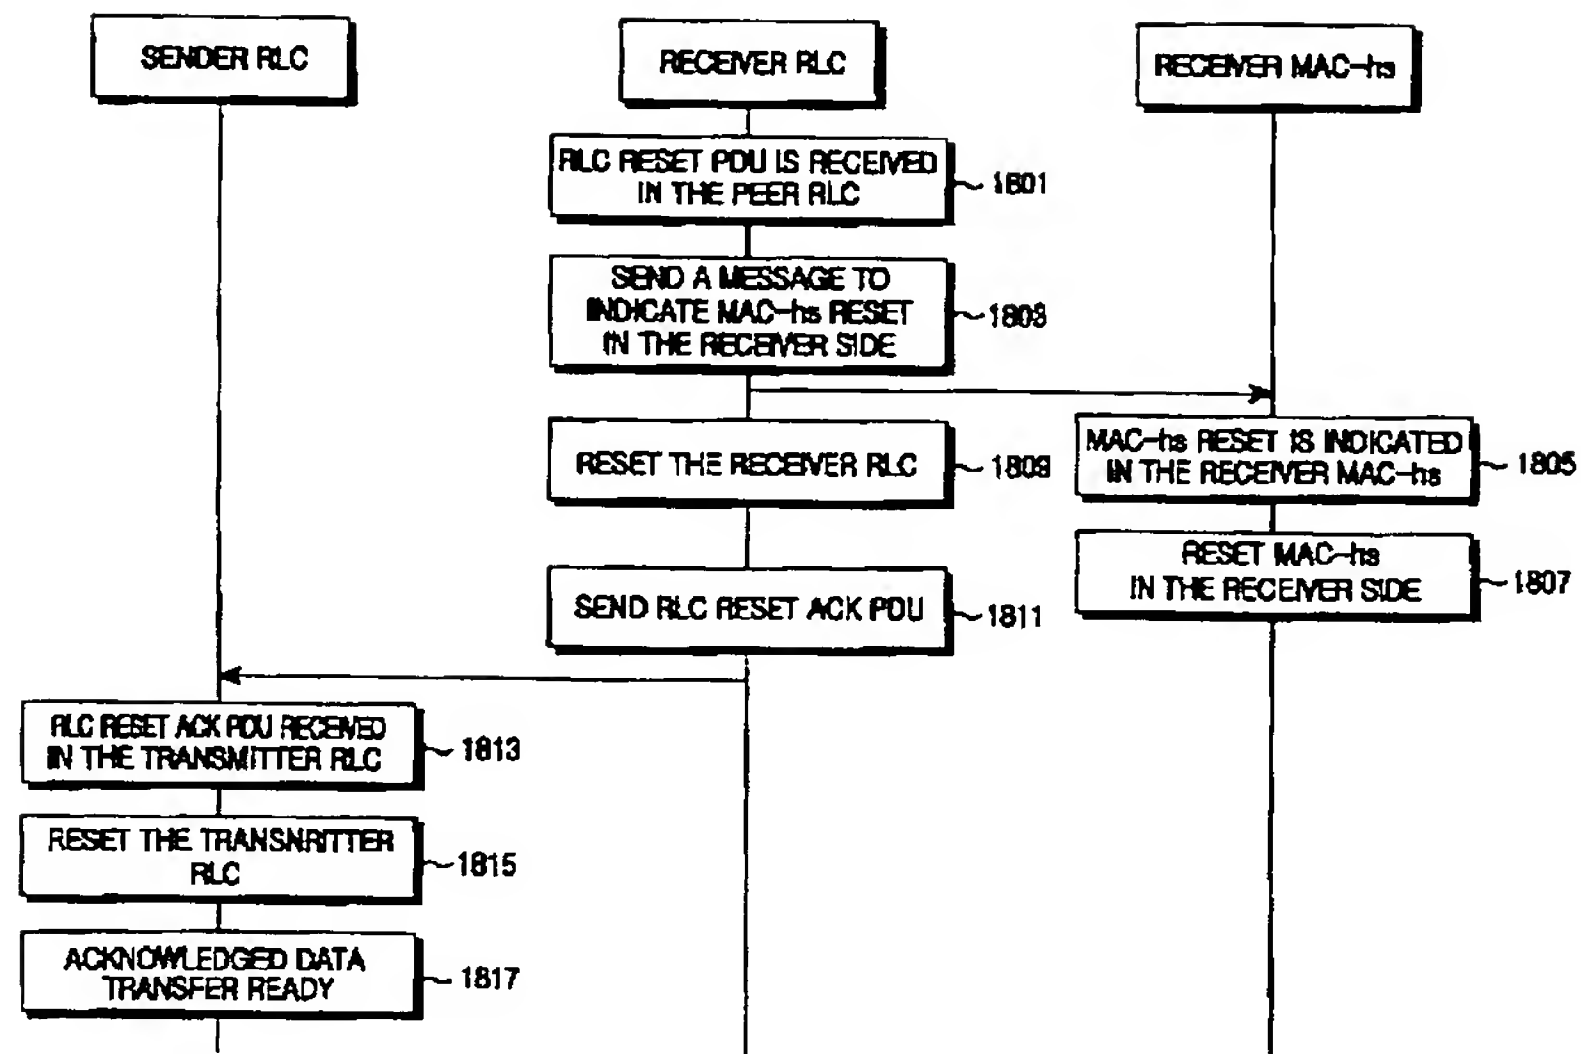 SENDER RLC
RECEIVER RLC
RECEIVER MAC-hs
RLC RESET PDU IS RECEIVED
IN THE PEER RLC
1801
SEND A MESSAGE TO
INDICATE MAC-hs RESET
IN THE RECEIVER SIDE
1803
RESET THE RECEIVER RLC
1809
MAC-hs RESET IS INDICATED
IN THE RECEIVER MAC-hs
1805
RESET MAC-hs
IN THE RECEIVER SIDE
1807
SEND RLC RESET ACK PDU
1811
RLC RESET ACK PDU RECEIVED
IN THE TRANSMITTER RLC
1813
RESET THE TRANSNRITTER
RLC
1815
ACKNOWLEDGED DATA
TRANSFER READY
1817